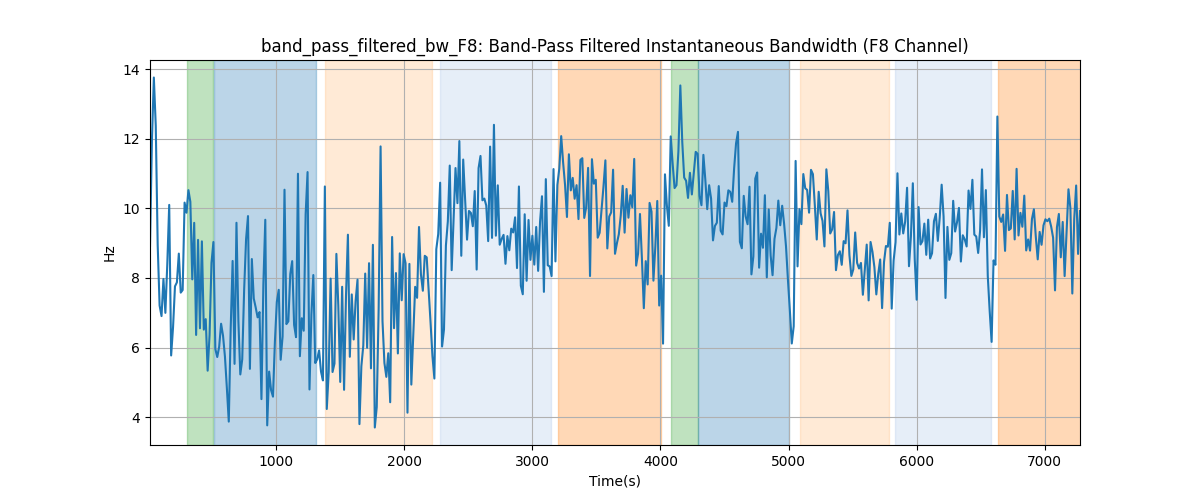 band_pass_filtered_bw_F8: Band-Pass Filtered Instantaneous Bandwidth (F8 Channel)
14
12
10
8
6
4
Hz
1000 2000 3000 4000 5000 6000 7000
Time(s)